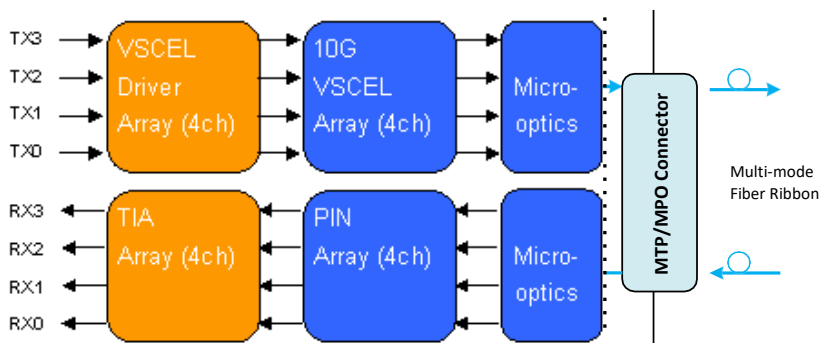 TX3
TX2
TX1
TX0
VSCEL
Driver
Array (4ch)
10G
VSCEL
Array (4ch)
Micro-
optics
RX3
RX2
RX1
RX0
TIA
Array (4ch)
PIN
Array (4ch)
Micro-
optics
MTP/MPO Connector
Multi-mode
Fiber Ribbon